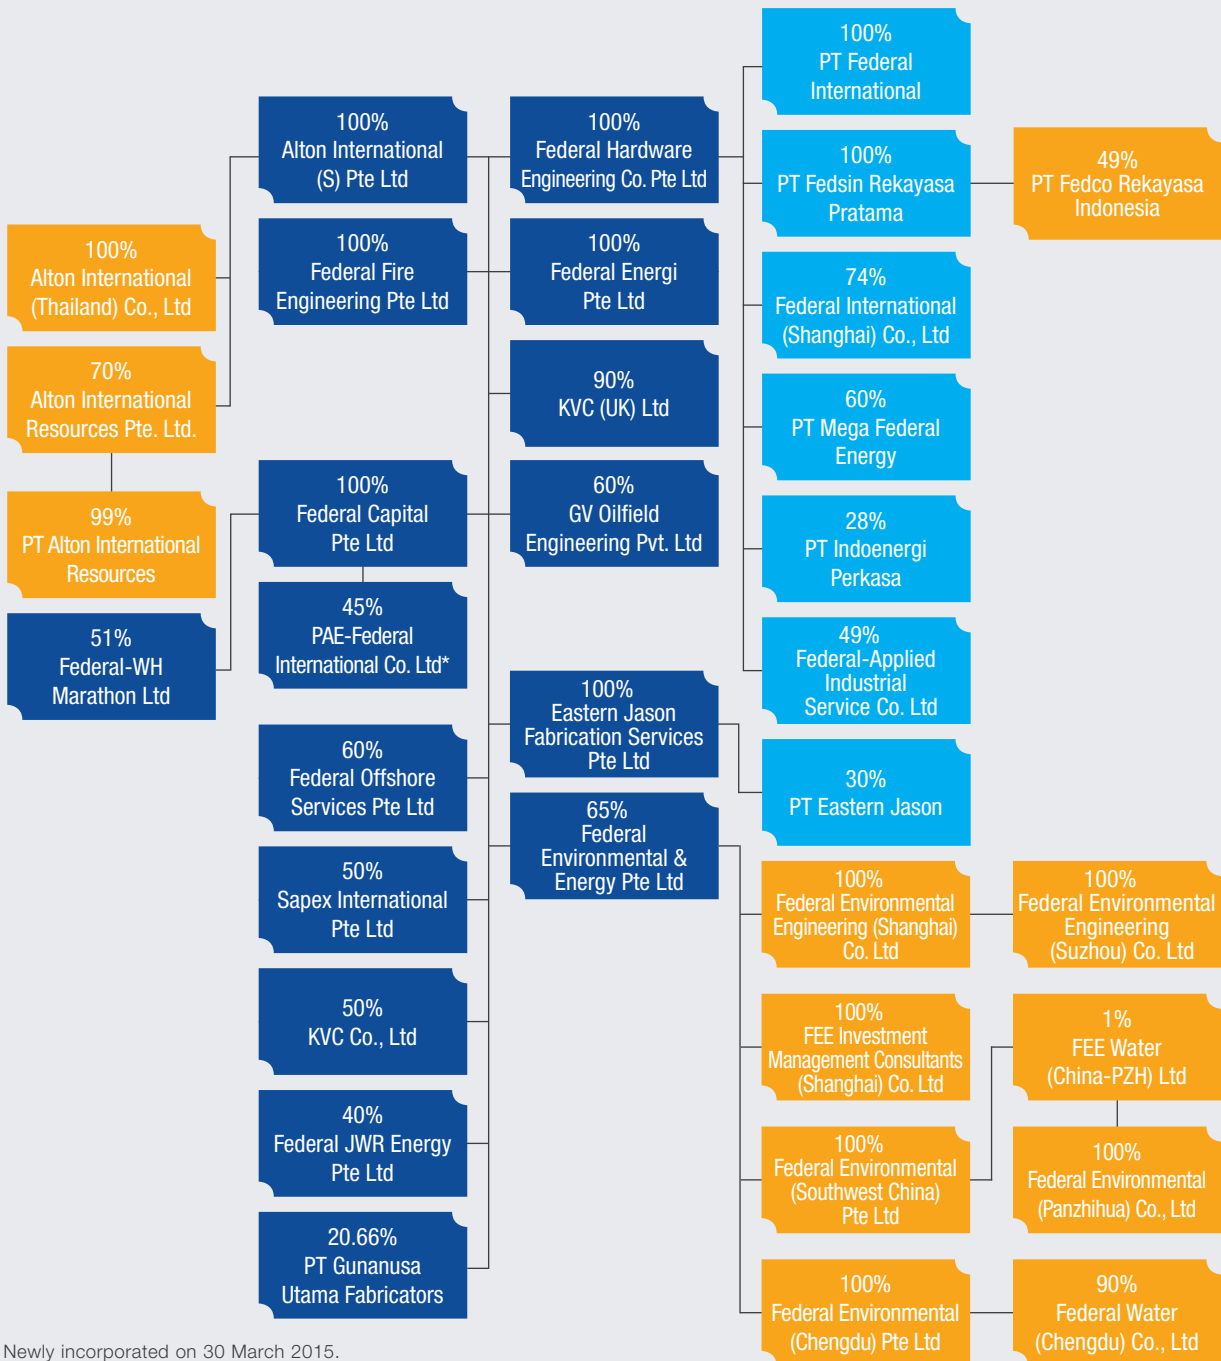 100%
PT Federal
International
100%
Alton International
(S) Pte Ltd
100%
Federal Hardware
Engineering Co. Pte Ltd
100%
PT Fedsin Rekayasa
Pratama
49%
PT Fedco Rekayasa
Indonesia
100%
Alton International
(Thailand) Co., Ltd
100%
Federal Fire
Engineering Pte Ltd
100%
Federal Energi
Pte Ltd
74%
Federal International
(Shanghai) Co., Ltd
70%
Alton International
Resources Pte. Ltd.
90%
KVC (UK) Ltd
60%
PT Mega Federal
Energy
99%
PT Alton International
Resources
100%
Federal Capital
Pte Ltd
60%
GV Oilfield
Engineering Pvt. Ltd
28%
PT Indoenergi
Perkasa
51%
Federal-WH
Marathon Ltd
45%
PAE-Federal
International Co. Ltd*
49%
Federal-Applied
Industrial
Service Co. Ltd
100%
Eastern Jason
Fabrication Services
Pte Ltd
60%
Federal Offshore
Services Pte Ltd
30%
PT Eastern Jason
65%
Federal
Environmental &
Energy Pte Ltd
50%
Sapex International
Pte Ltd
100%
Federal Environmental
Engineering (Shanghai)
Co. Ltd
100%
Federal Environmental
Engineering
(Suzhou) Co. Ltd
50%
KVC Co., Ltd
100%
FEE Investment
Management Consultants
(Shanghai) Co. Ltd
1%
FEE Water
(China-PZH) Ltd
40%
Federal JWR Energy
Pte Ltd
100%
Federal Environmental
(Southwest China)
Pte Ltd
100%
Federal Environmental
(Panzhihua) Co., Ltd
20.66%
PT Gunanusa
Utama Fabricators
100%
Federal Environmental
(Chengdu) Pte Ltd
90%
Federal Water
(Chengdu) Co., Ltd
Newly incorporated on 30 March 2015.